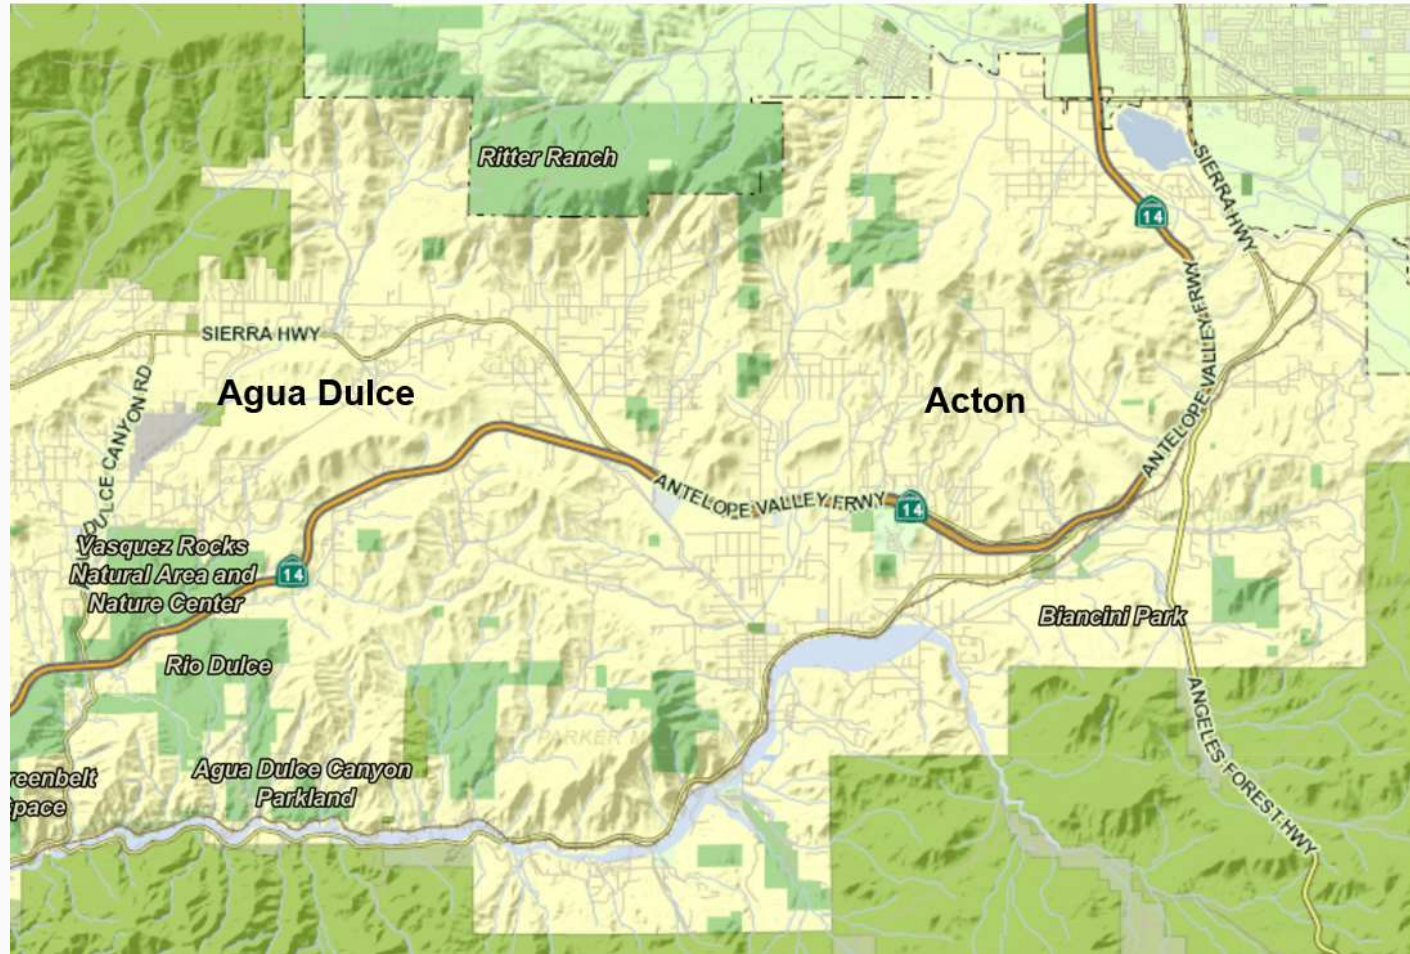 Ritter Ranch
SIERRA HWY
14
SIERRA HWY
ANTELOPE VALLEY FRWY
Agua Dulce
Acton
DULCE CANYON RD
ANTELOPE VALLEY FRWY
14
Vasquez Rocks
Natural Area and
Nature Center
14
Biancini Park
Rio Dulce
PARKER M
ANGELES FOREST HWY
Agua Dulce Canyon
Parkland
reenbelt
pace